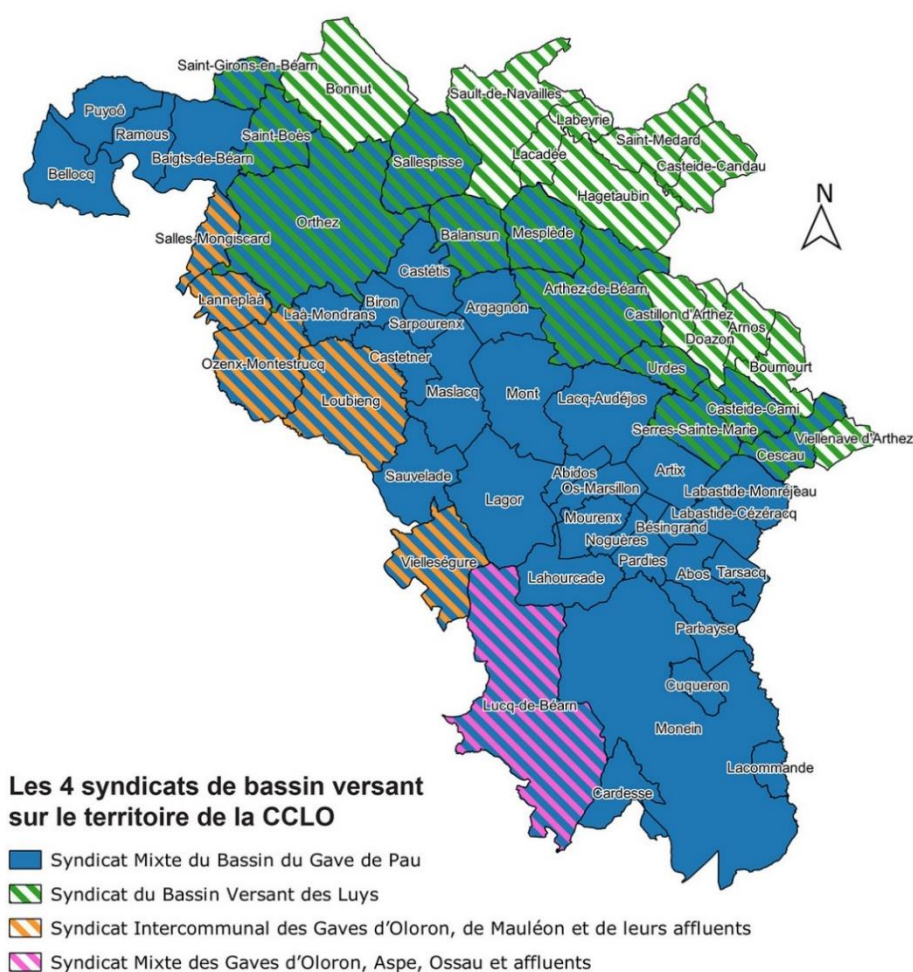 Saint-Girons-en-Béarn
Bonnut
Sault-de-Navailles
Puyoô
Labeyrie
Ramous
Saint-Boès
Saint-Medard
Baigts-de-Béarn
Sallespisse
Lacadée
Casteide-Candau
Bellocq
Hagetaubin
N
Orthez
Salles-Mongiscard
Balansun
Mesplède
Castétis
Arthez-de-Béarn
Lanneplaà
Biron
Argagnon
Laà-Mondrans
Castillon d'Arthez
Sarpourenx
Arnos
Doazon
Castetner
Ozenx-Montestrucq
Urdes
Boumourt
Loubieng
Maslacq
Mont
Lacq-Audéjos
Casteide-Cami
Serres-Sainte-Marie
Viellenave d'Arthez
Cescau
Sauvelade
Abidos
Artix
Os-Marsillon
Labastide-Monréjeau
Lagor
Mourenx
Labastide-Cézéracq
Bésingrand
Noguères
Vielleségure
Pardies
Lahourcade
Abos
Tarsacq
Parbayse
Cuqueron
Lucq-de-Béarn
Monein
Lacommande
Cardesse
Les 4 syndicats de bassin versant
sur le territoire de la CCLO
Syndicat Mixte du Bassin du Gave de Pau
Syndicat du Bassin Versant des Luys
Syndicat Intercommunal des Gaves d'Oloron, de Mauléon et de leurs affluents
Syndicat Mixte des Gaves d'Oloron, Aspe, Ossau et affluents